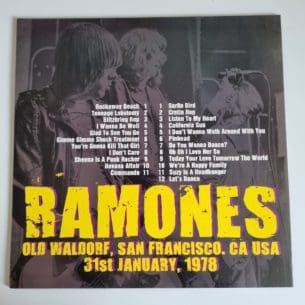 Rockaway Beach 1
Teenage Lobotomy 2
Blitzkrieg Bop 3
I Wanna Be Well 4
Glad To See You Go 5
Gimme Gimme Shock Treatment 6
You're Gonna Kill That Girl 7
I Don't Care 8
Sheena Is A Punk Rocker 9
Havana Affair 10
Commando 11
1 Surfin Bird
2 Cretin Hop
3 Listen To My Heart
4 California Sun
5 I Don't Wanna Walk Around With You
6 Pinhead
7 Do You Wanna Dance?
8 Oh Oh I Love Her So
9 Today Your Love Tomorrow The World
10 We're A Happy Family
11 Suzy Is A Headbanger
12 Let's Dance
RAMONES
OLD WALDORF, SAN FRANCISCO. CA USA
31st JANUARY, 1978